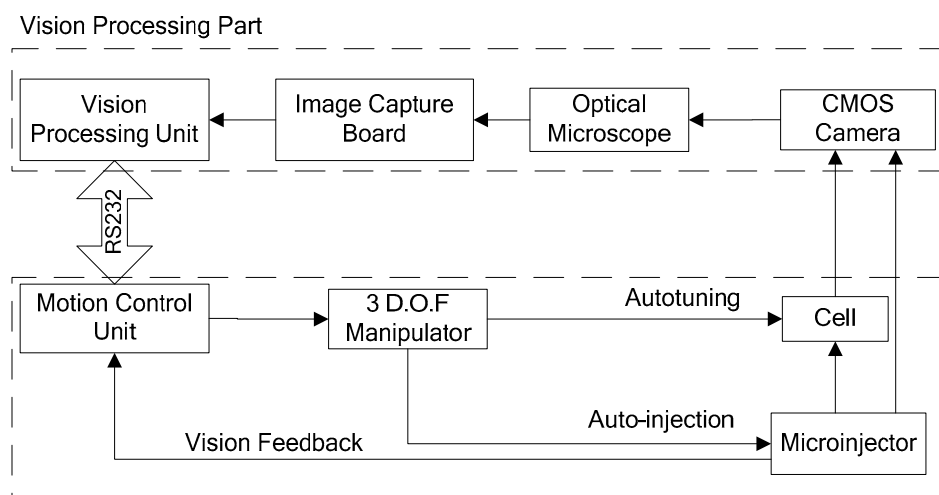 Vision Processing Part
Vision
Processing Unit
Image Capture
Board
Optical
Microscope
CMOS
Camera
RS232
Motion Control
Unit
3 D.O.F
Manipulator
Autotuning
Cell
Auto-injection
Vision Feedback
Microinjector